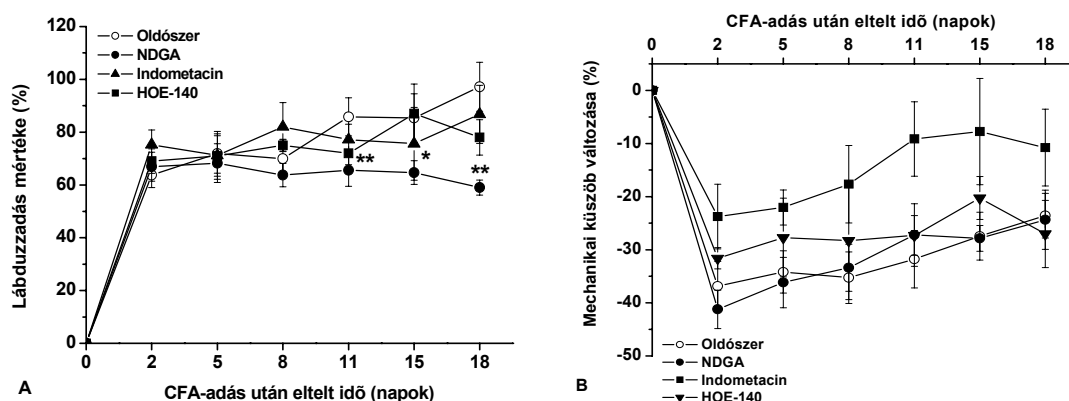 Oldószer
NDGA
Indometacin
HOE-140
Lábduzzadás mértéke (%)
120
100
80
60
40
20
0
**
*
**
0 2 5 8 11 15 18
CFA-adás után eltelt idõ (napok)
A
CFA-adás után eltelt idõ (napok)
0 2 5 8 11 15 18
Mechanikai küszöb változása (%)
0
-10
-20
-30
-40
-50
Oldószer
NDGA
Indometacin
HOE-140
B